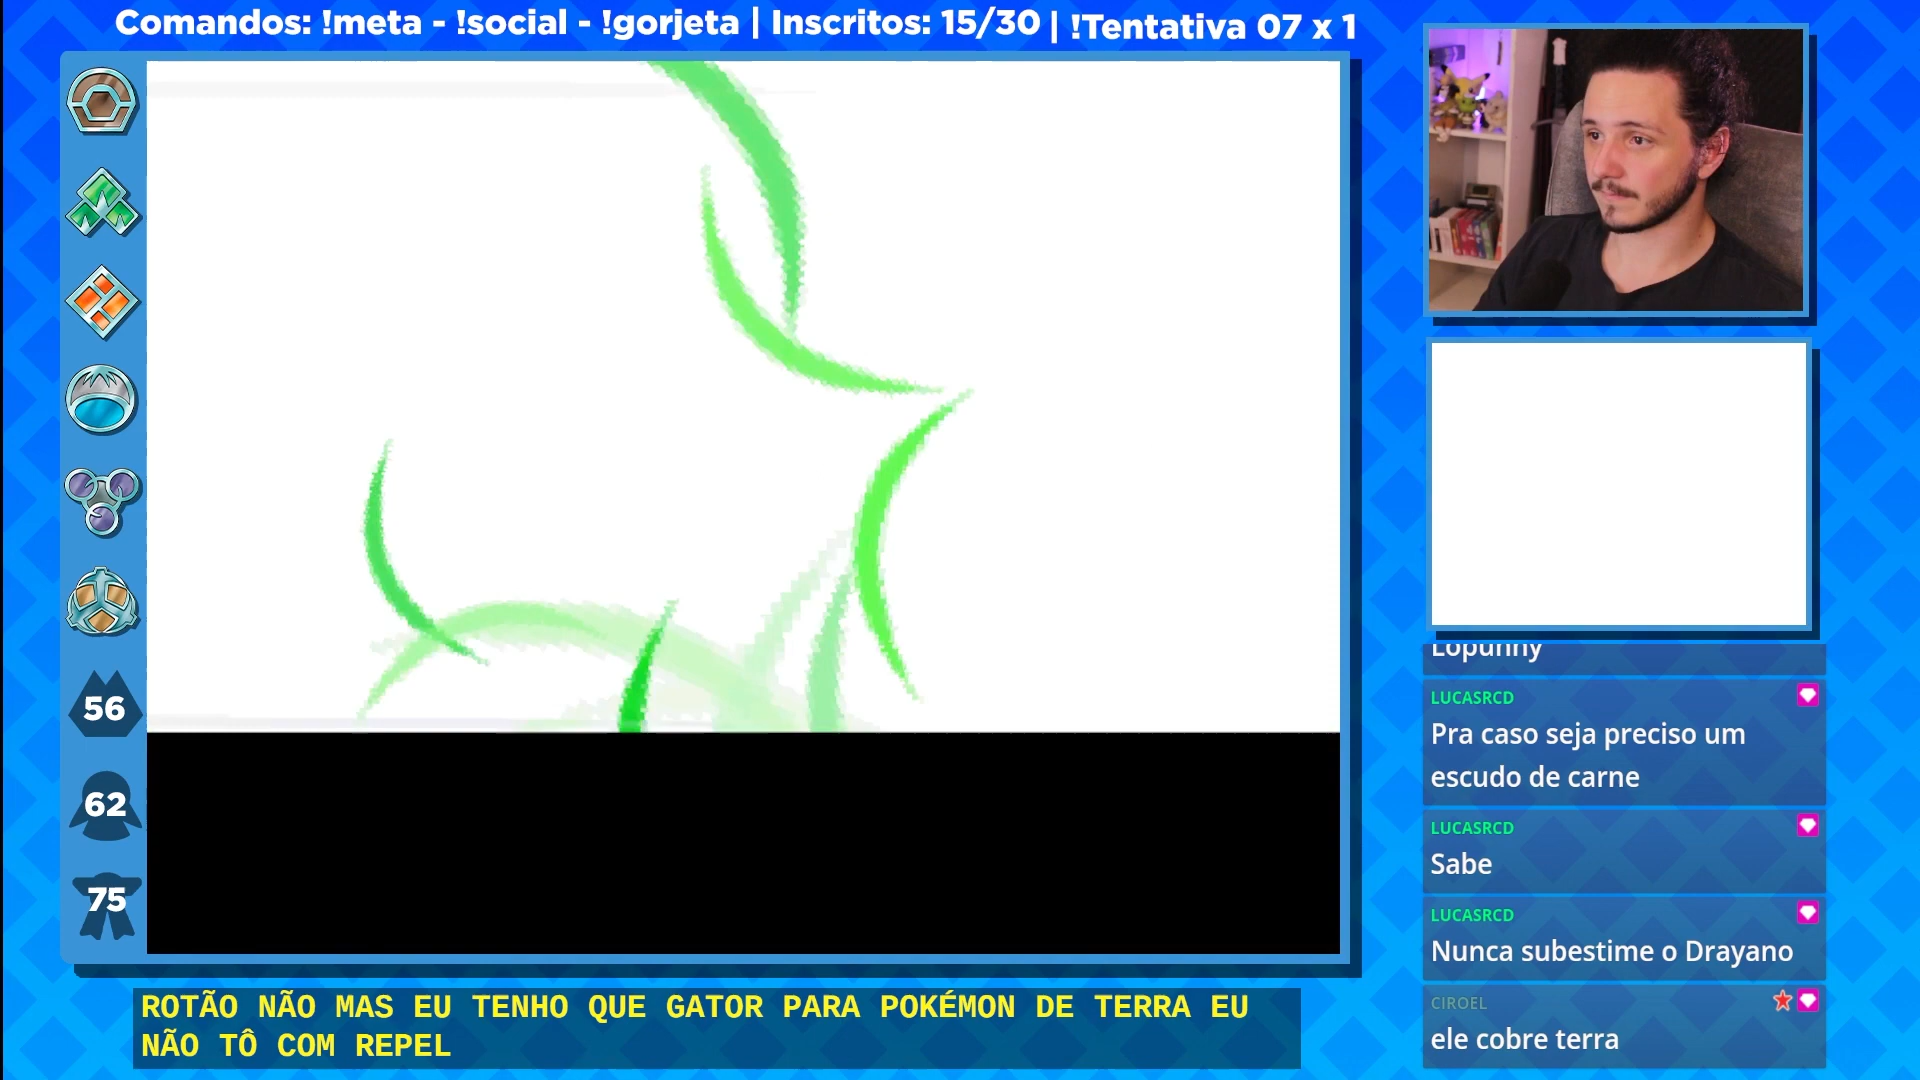 Comandos: !meta - !social - !gorjeta | Inscritos: 15/30 | !Tentativa 07 x 1
56
62
75
Lopunny
LUCASRCD
Pra caso seja preciso um
escudo de carne
LUCASRCD
Sabe
LUCASRCD
Nunca subestime o Drayano
CIROEL
ele cobre terra
ROTÃO NÃO MAS EU TENHO QUE GATOR PARA POKÉMON DE TERRA EU
NÃO TÔ COM REPEL